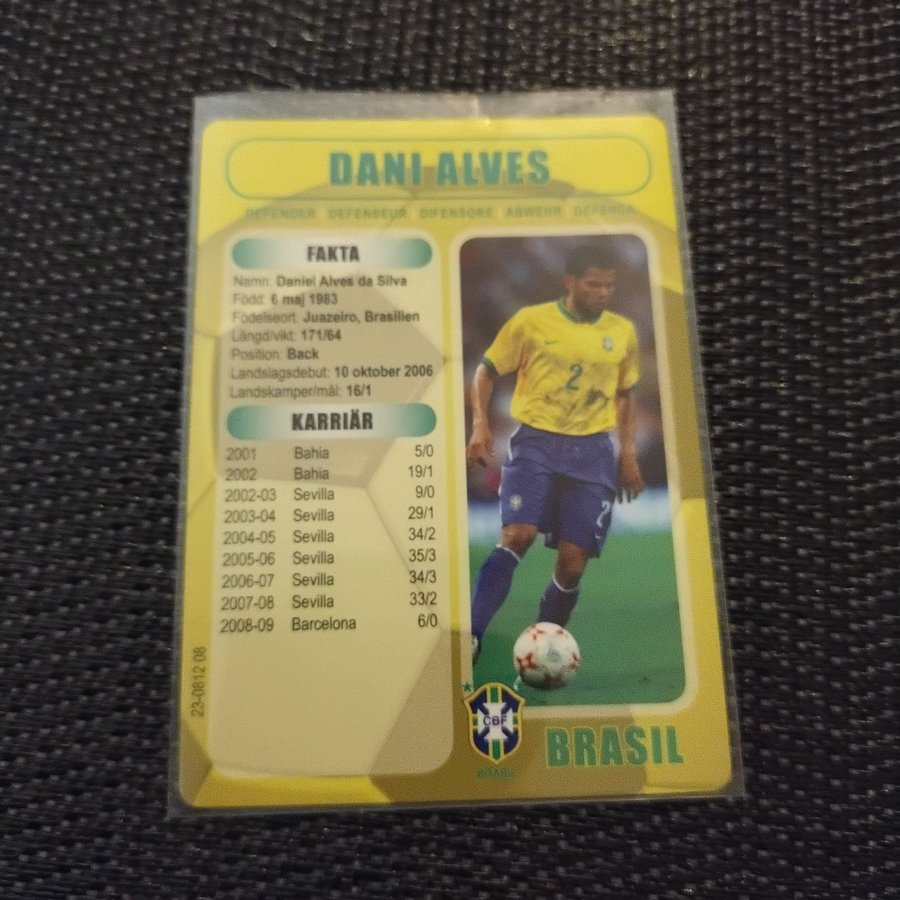 DANI ALVES
DEFENDER DEFENSEUR DIFENSORE ABWEHR DEFENSA
FAKTA
Namn: Daniel Alves da Silva
Född: 6 maj 1983
Födelseort: Juazeiro, Brasilien
Längd/vikt: 171/64
Position: Back
Landslagsdebut: 10 oktober 2006
Landskamper/mål: 16/1
KARRIÄR
2001 Bahia 5/0
2002 Bahia 19/1
2002-03 Sevilla 9/0
2003-04 Sevilla 29/1
2004-05 Sevilla 34/2
2005-06 Sevilla 35/3
2006-07 Sevilla 34/3
2007-08 Sevilla 33/2
2008-09 Barcelona 6/0
23-0812 08
2
2
CBF
BRASIL
BRASIL